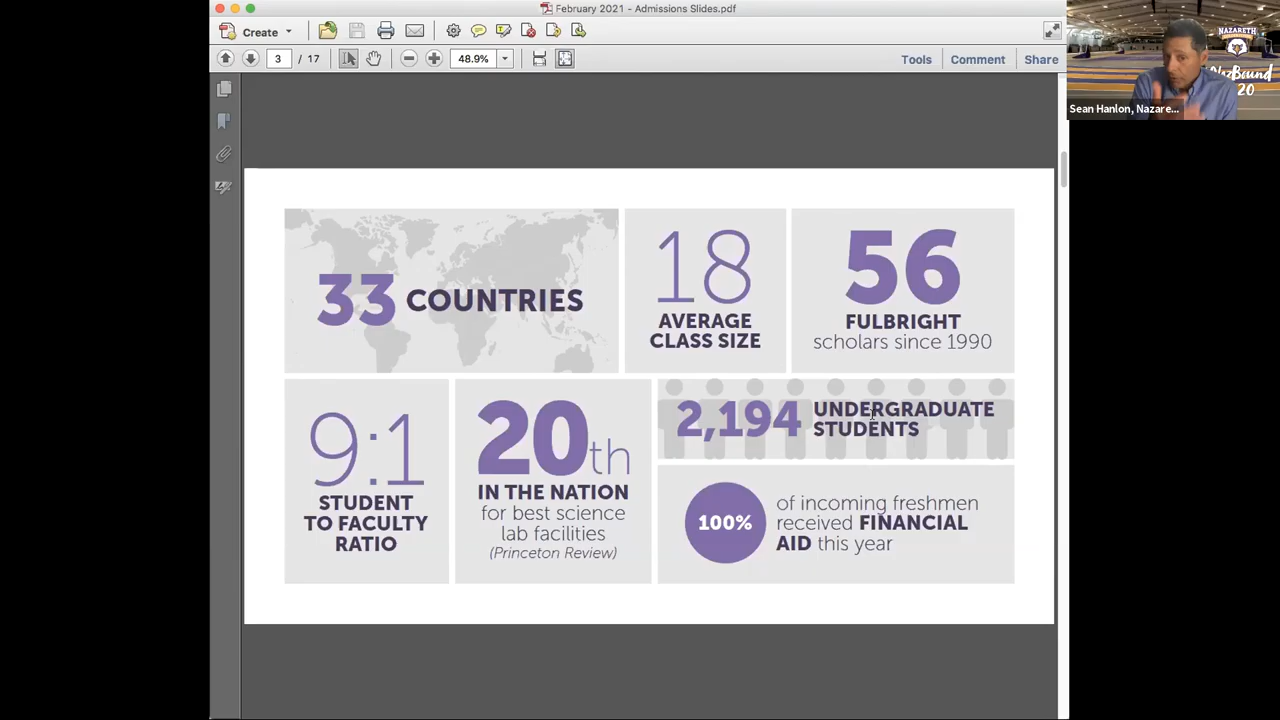 February 2021 - Admissions Slides.pdf
Create
3 / 17
48.9%
Tools
Comment
Share
NAZARETH
NazBound
20
Sean Hanlon, Nazare...
33 COUNTRIES
18
AVERAGE
CLASS SIZE
56
FULBRIGHT
scholars since 1990
9:1
STUDENT
TO FACULTY
RATIO
20th
IN THE NATION
for best science
lab facilities
(Princeton Review)
2,194 UNDERGRADUATE
STUDENTS
100%
of incoming freshmen
received FINANCIAL
AID this year